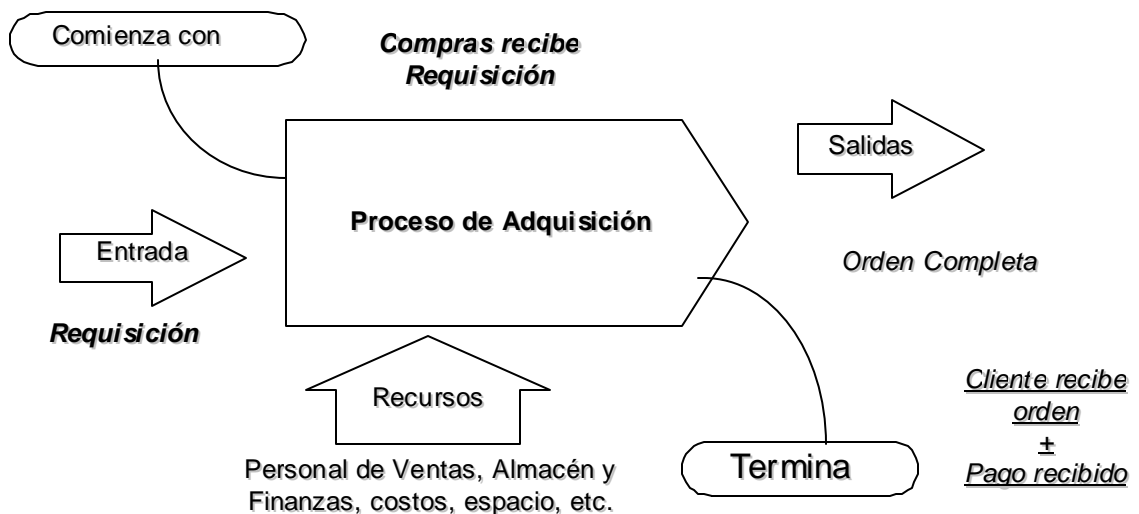 Comienza con
Compras recibe
Requisición
Salidas
Proceso de Adquisición
Entrada
Orden Completa
Requisición
Recursos
Cliente recibe
orden
±
Pago recibido
Termina
Personal de Ventas, Almacén y
Finanzas, costos, espacio, etc.